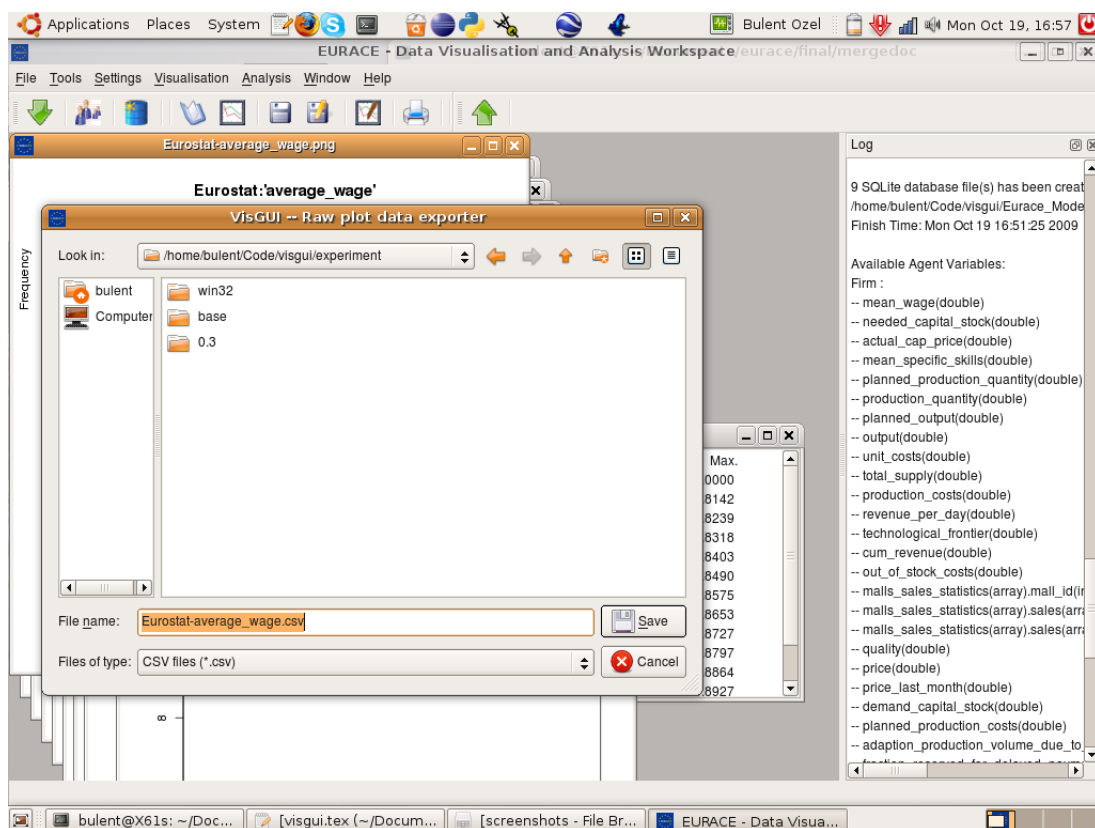 Applications Places System
Bulent Ozel
Mon Oct 19, 16:57
EURACE - Data Visualisation and Analysis Workspace/eurace/final/mergedoc
File Tools Settings Visualisation Analysis Window Help
Eurostat-average_wage.png
Eurostat:'average_wage'
Frequency
VisGUI -- Raw plot data exporter
Look in: /home/bulent/Code/visgui/experiment
bulent
Computer
win32
base
0.3
File name: Eurostat-average_wage.csv
Save
Files of type: CSV files (*.csv)
Cancel
8
Max.
0000
8142
8239
8318
8403
8490
8575
8653
8727
8797
8864
8927
Log
9 SQLite database file(s) has been creat
/home/bulent/Code/visgui/Eurace_Mode
Finish Time: Mon Oct 19 16:51:25 2009
Available Agent Variables:
Firm :
-- mean_wage(double)
-- needed_capital_stock(double)
-- actual_cap_price(double)
-- mean_specific_skills(double)
-- planned_production_quantity(double)
-- production_quantity(double)
-- planned_output(double)
-- output(double)
-- unit_costs(double)
-- total_supply(double)
-- production_costs(double)
-- revenue_per_day(double)
-- technological_frontier(double)
-- cum_revenue(double)
-- out_of_stock_costs(double)
-- malls_sales_statistics(array).mall_id(in
-- malls_sales_statistics(array).sales(arra
-- malls_sales_statistics(array).sales(arra
-- quality(double)
-- price(double)
-- price_last_month(double)
-- demand_capital_stock(double)
-- planned_production_costs(double)
-- adaption_production_volume_due_to_
bulent@X61s: ~/Doc...
[visgui.tex (~/Docum...
[screenshots - File Br...
EURACE - Data Visua...